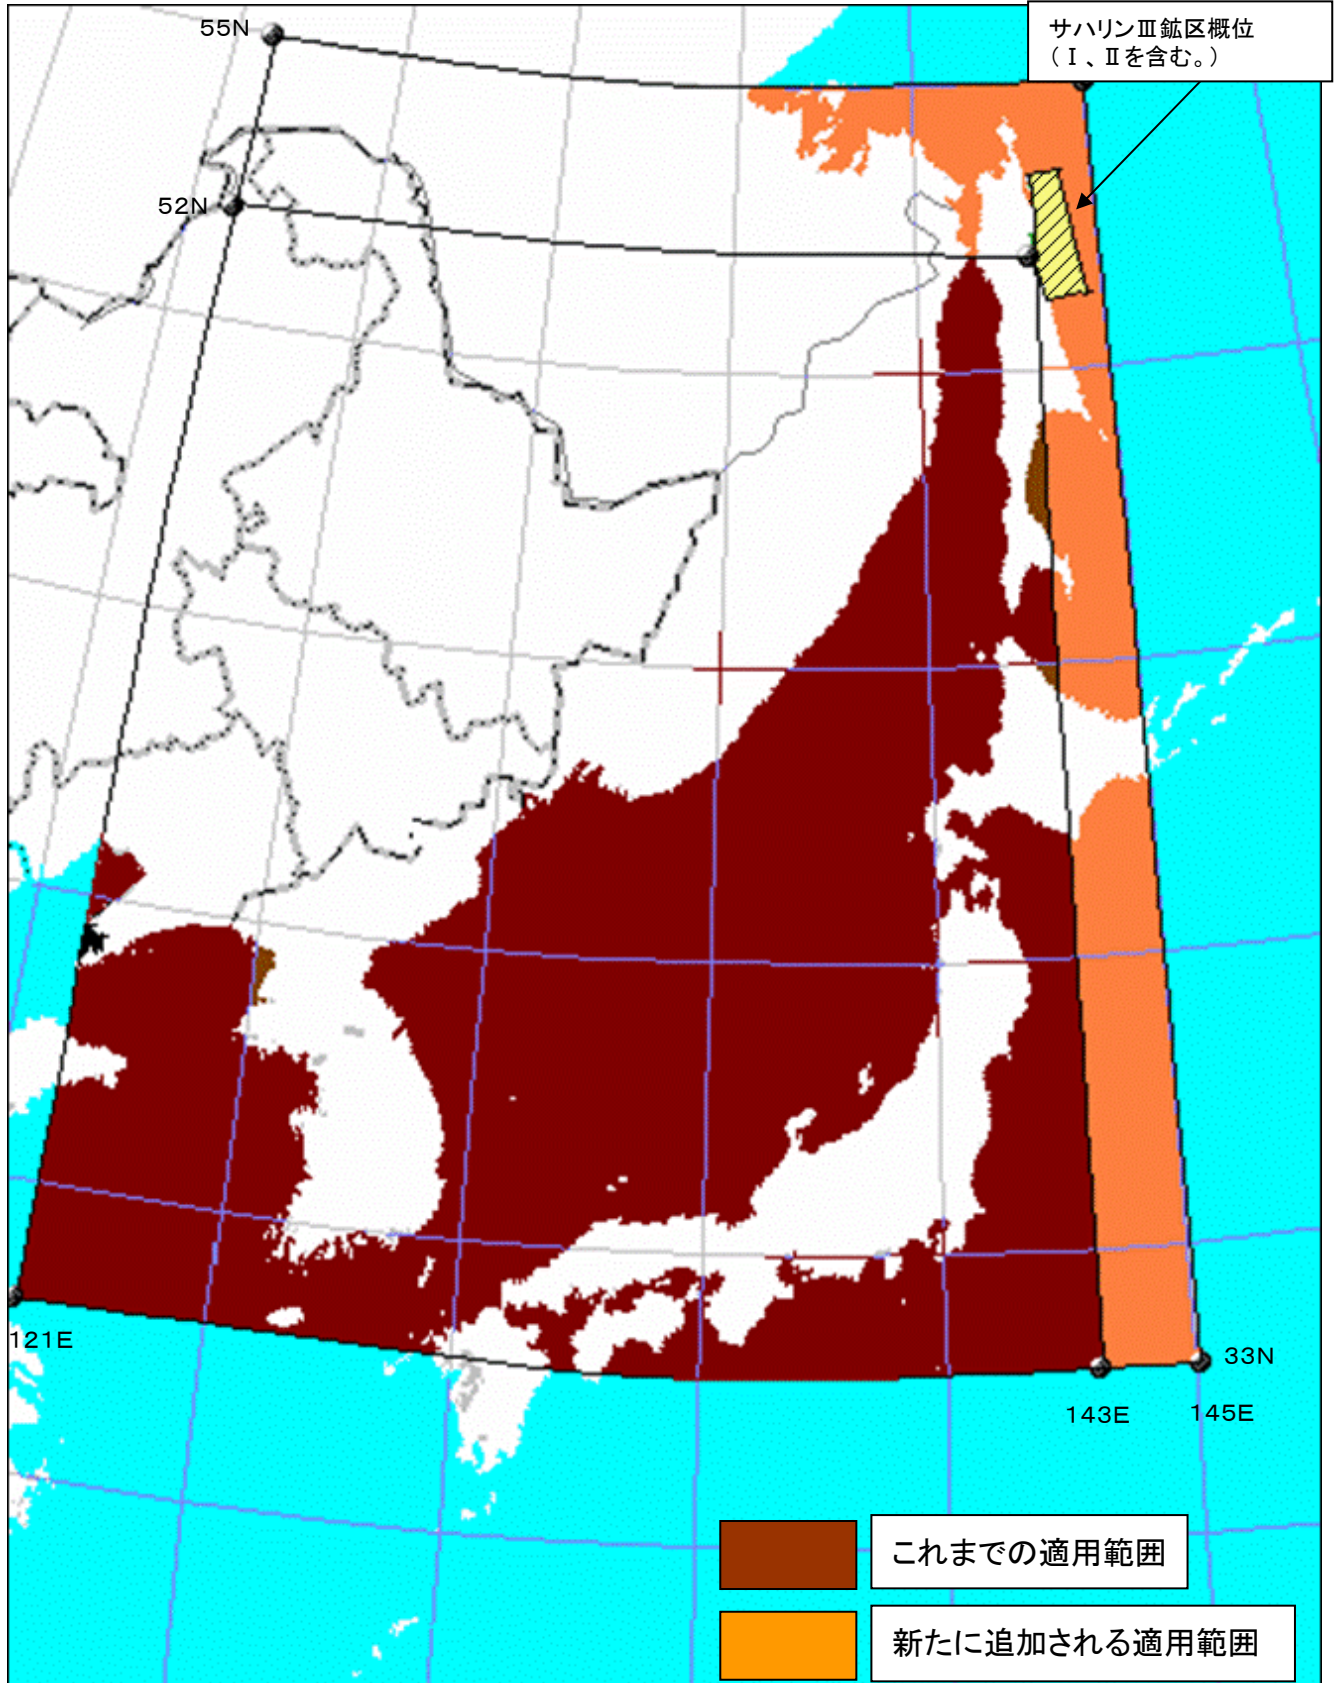 サハリンⅢ鉱区概位
（Ⅰ、Ⅱを含む。）
55N
52N
121E
33N
143E
145E
これまでの適用範囲
新たに追加される適用範囲